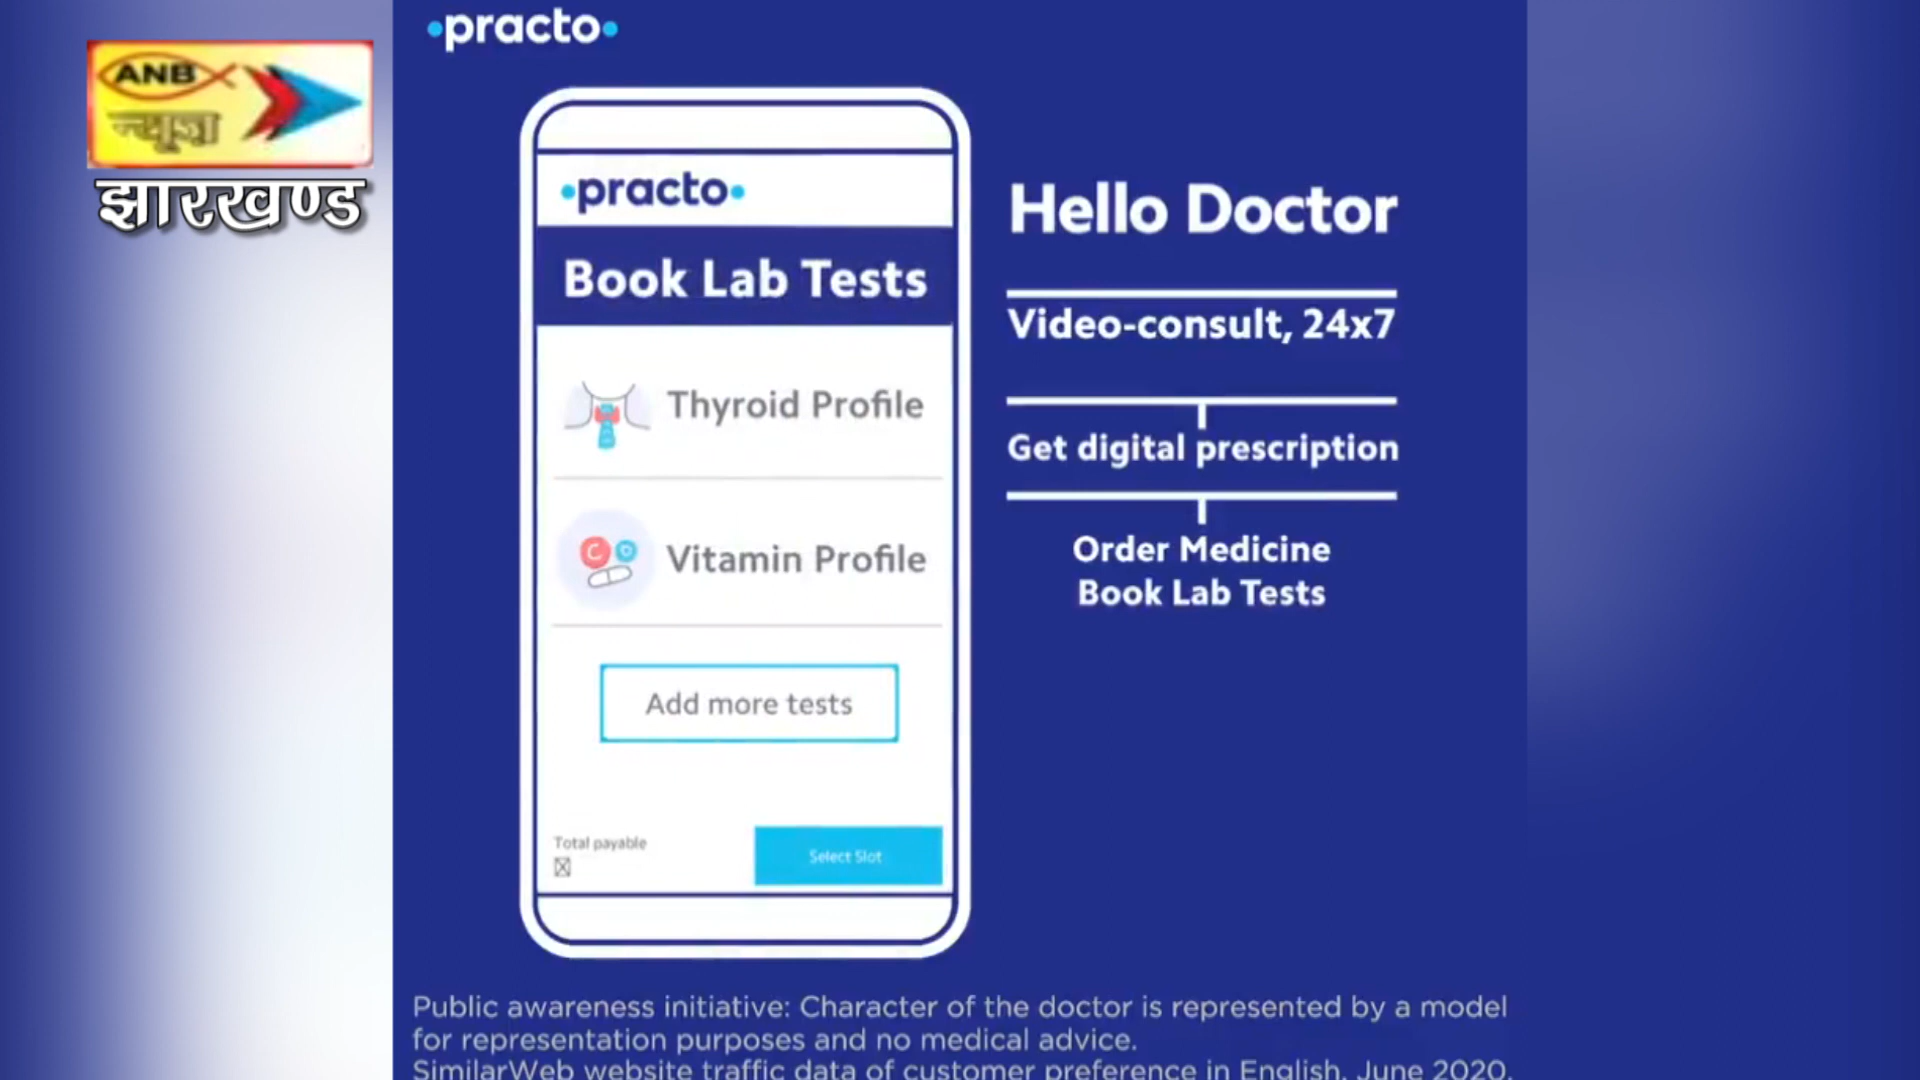 ANB
न्यूज़
झारखण्ड
practo
practo
Book Lab Tests
Thyroid Profile
C D
Vitamin Profile
Add more tests
Total payable
Select Slot
Hello Doctor
Video-consult, 24x7
Get digital prescription
Order Medicine
Book Lab Tests
Public awareness initiative: Character of the doctor is represented by a model
for representation purposes and no medical advice.
SimilarWeb website traffic data of customer preference in English, June 2020.